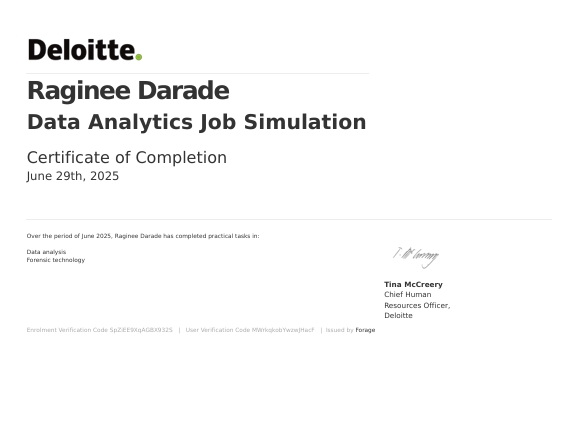 Deloitte.
Raginee Darade
Data Analytics Job Simulation
Certificate of Completion
June 29th, 2025
Over the period of June 2025, Raginee Darade has completed practical tasks in:
Data analysis
Forensic technology
Tina McCreery
Chief Human
Resources Officer,
Deloitte
Enrolment Verification Code | User Verification Code | Issued by Forage